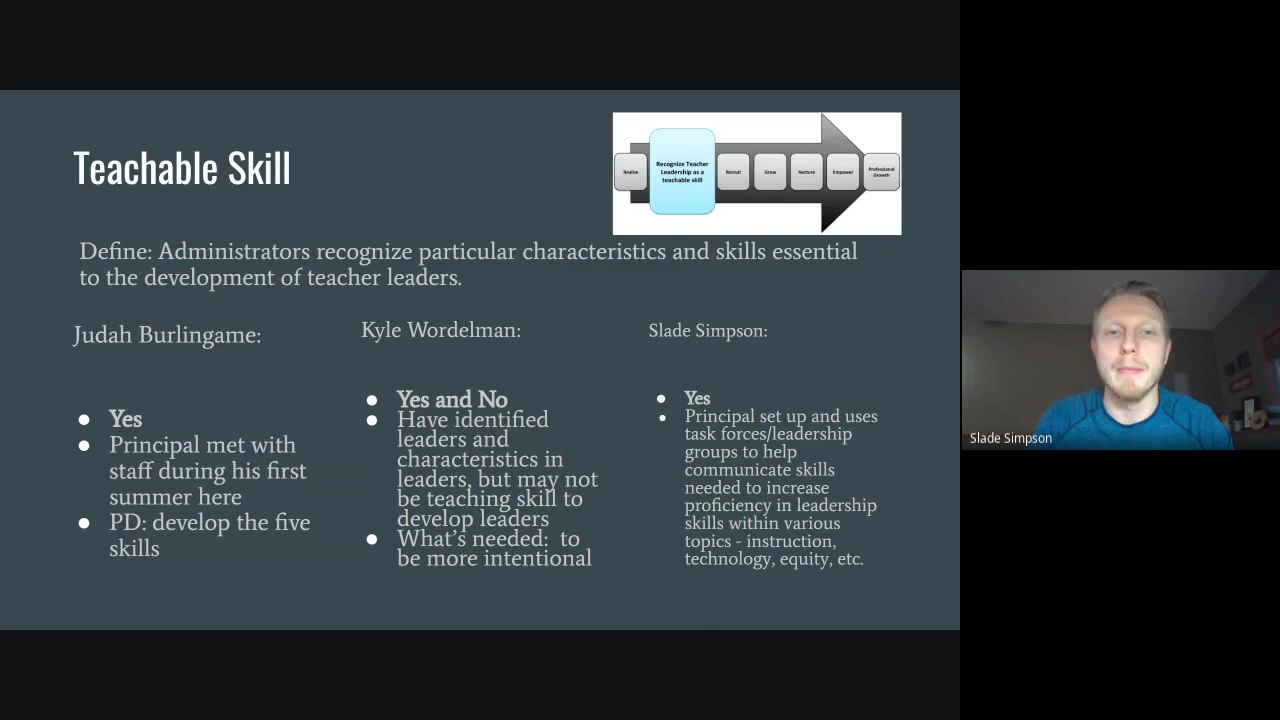 Teachable Skill
Realize
Recognize Teacher
Leadership as a
teachable skill
Recruit
Grow
Nurture
Empower
Professional
Growth
Define: Administrators recognize particular characteristics and skills essential
to the development of teacher leaders.
Judah Burlingame:
Yes
Principal met with
staff during his first
summer here
PD: develop the five
skills
Kyle Wordelman:
Yes and No
Have identified
leaders and
characteristics in
leaders, but may not
be teaching skill to
develop leaders
What's needed:  to
be more intentional
Slade Simpson:
Yes
Principal set up and uses
task forces/leadership
groups to help
communicate skills
needed to increase
proficiency in leadership
skills within various
topics - instruction,
technology, equity, etc.
Slade Simpson